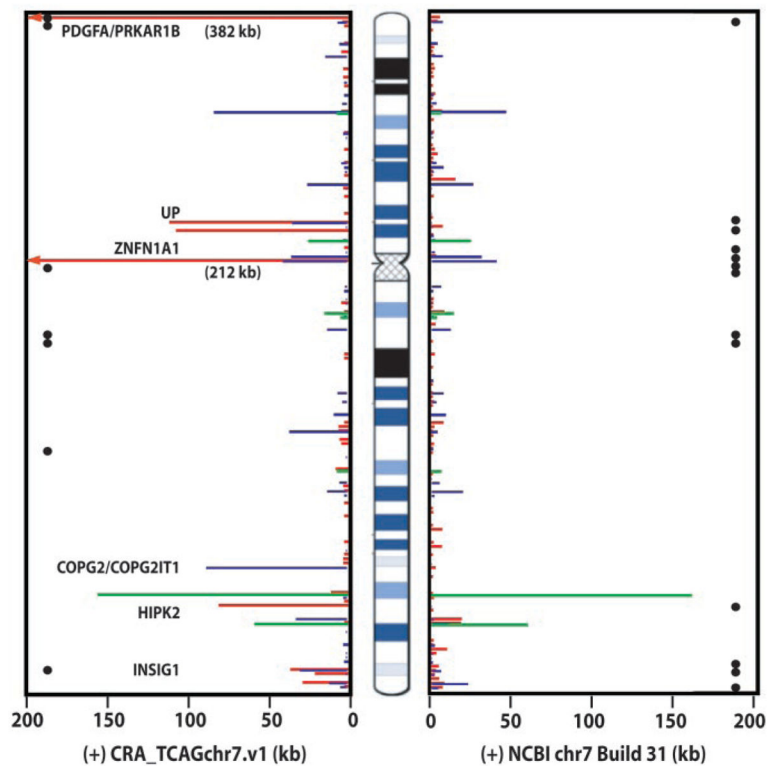 PDGFA/PRKAR1B (382 kb)
UP
ZNFN1A1
(212 kb)
COPG2/COPG2IT1
HIPK2
INSIG1
200 150 100 50 0
0 50 100 150 200
(+) CRA_TCAGchr7.v1 (kb)
(+) NCBI chr7 Build 31 (kb)